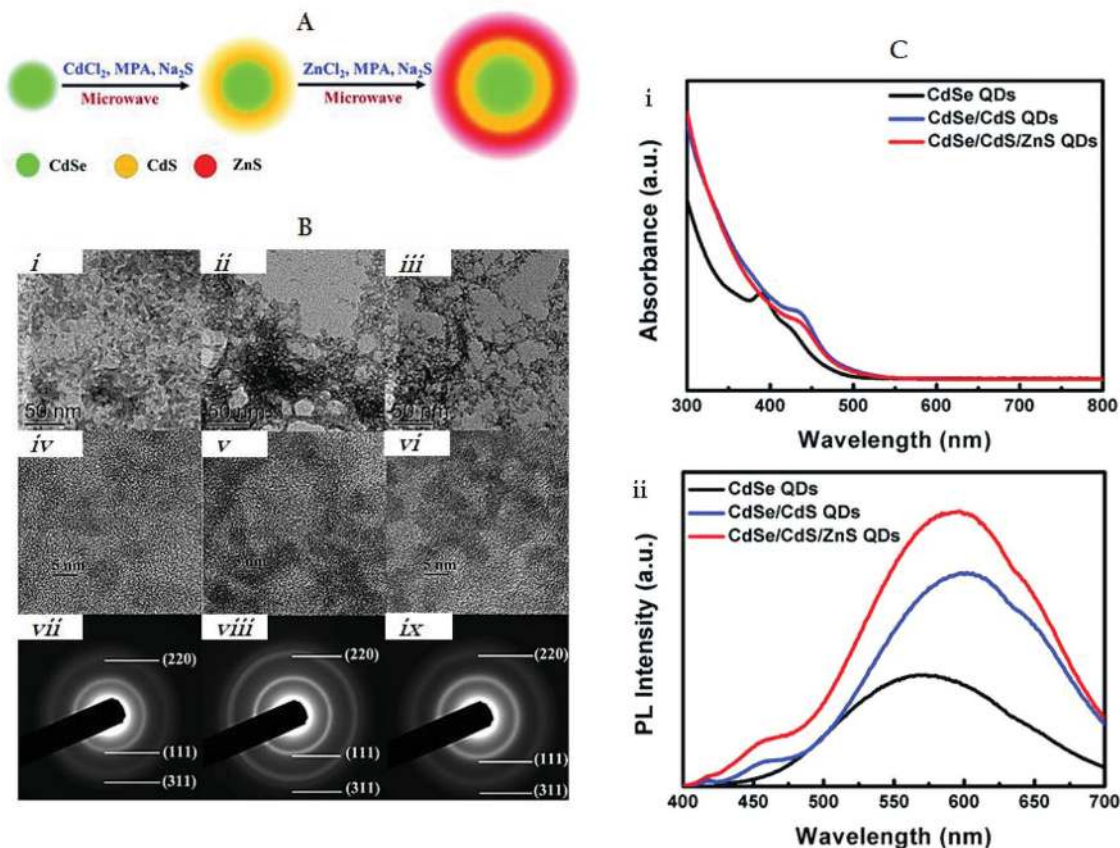 A
CdCl2, MPA, Na2S
Microwave
ZnCl2, MPA, Na2S
Microwave
CdSe
CdS
ZnS
B
i
ii
iii
50 nm
50 nm
50 nm
iv
v
vi
5 nm
5 nm
5 nm
vii
viii
ix
(220)
(111)
(311)
(220)
(111)
(311)
(220)
(111)
(311)
C
i
CdSe QDs
CdSe/CdS QDs
CdSe/CdS/ZnS QDs
Absorbance (a.u.)
300 400 500 600 700 800
Wavelength (nm)
ii
CdSe QDs
CdSe/CdS QDs
CdSe/CdS/ZnS QDs
PL Intensity (a.u.)
400 450 500 550 600 650 700
Wavelength (nm)